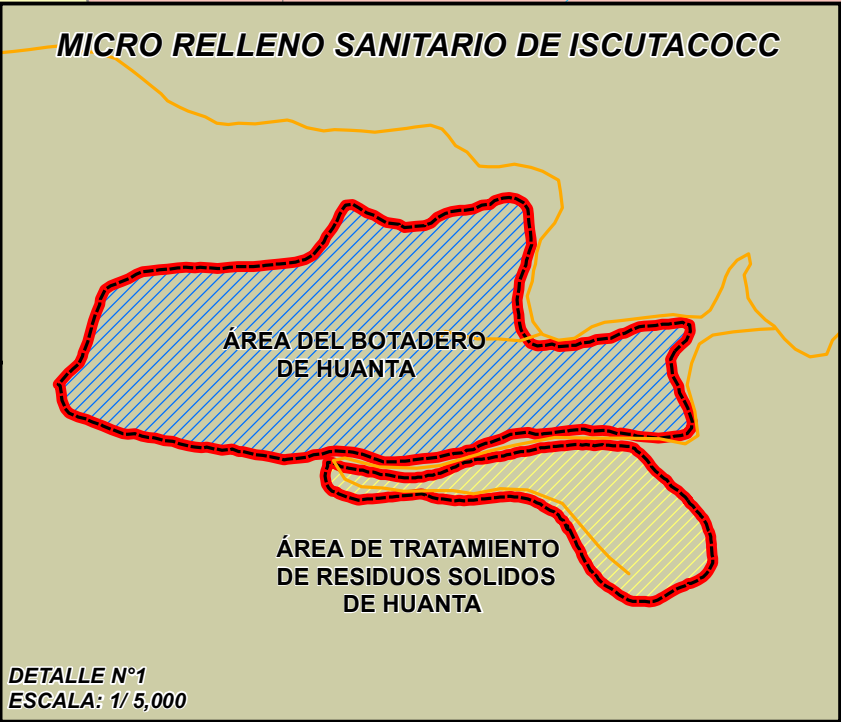 MICRO RELLENO SANITARIO DE ISCUTACOCC
ÁREA DEL BOTADERO
DE HUANTA
ÁREA DE TRATAMIENTO
DE RESIDUOS SOLIDOS
DE HUANTA
DETALLE N°1
ESCALA: 1/ 5,000